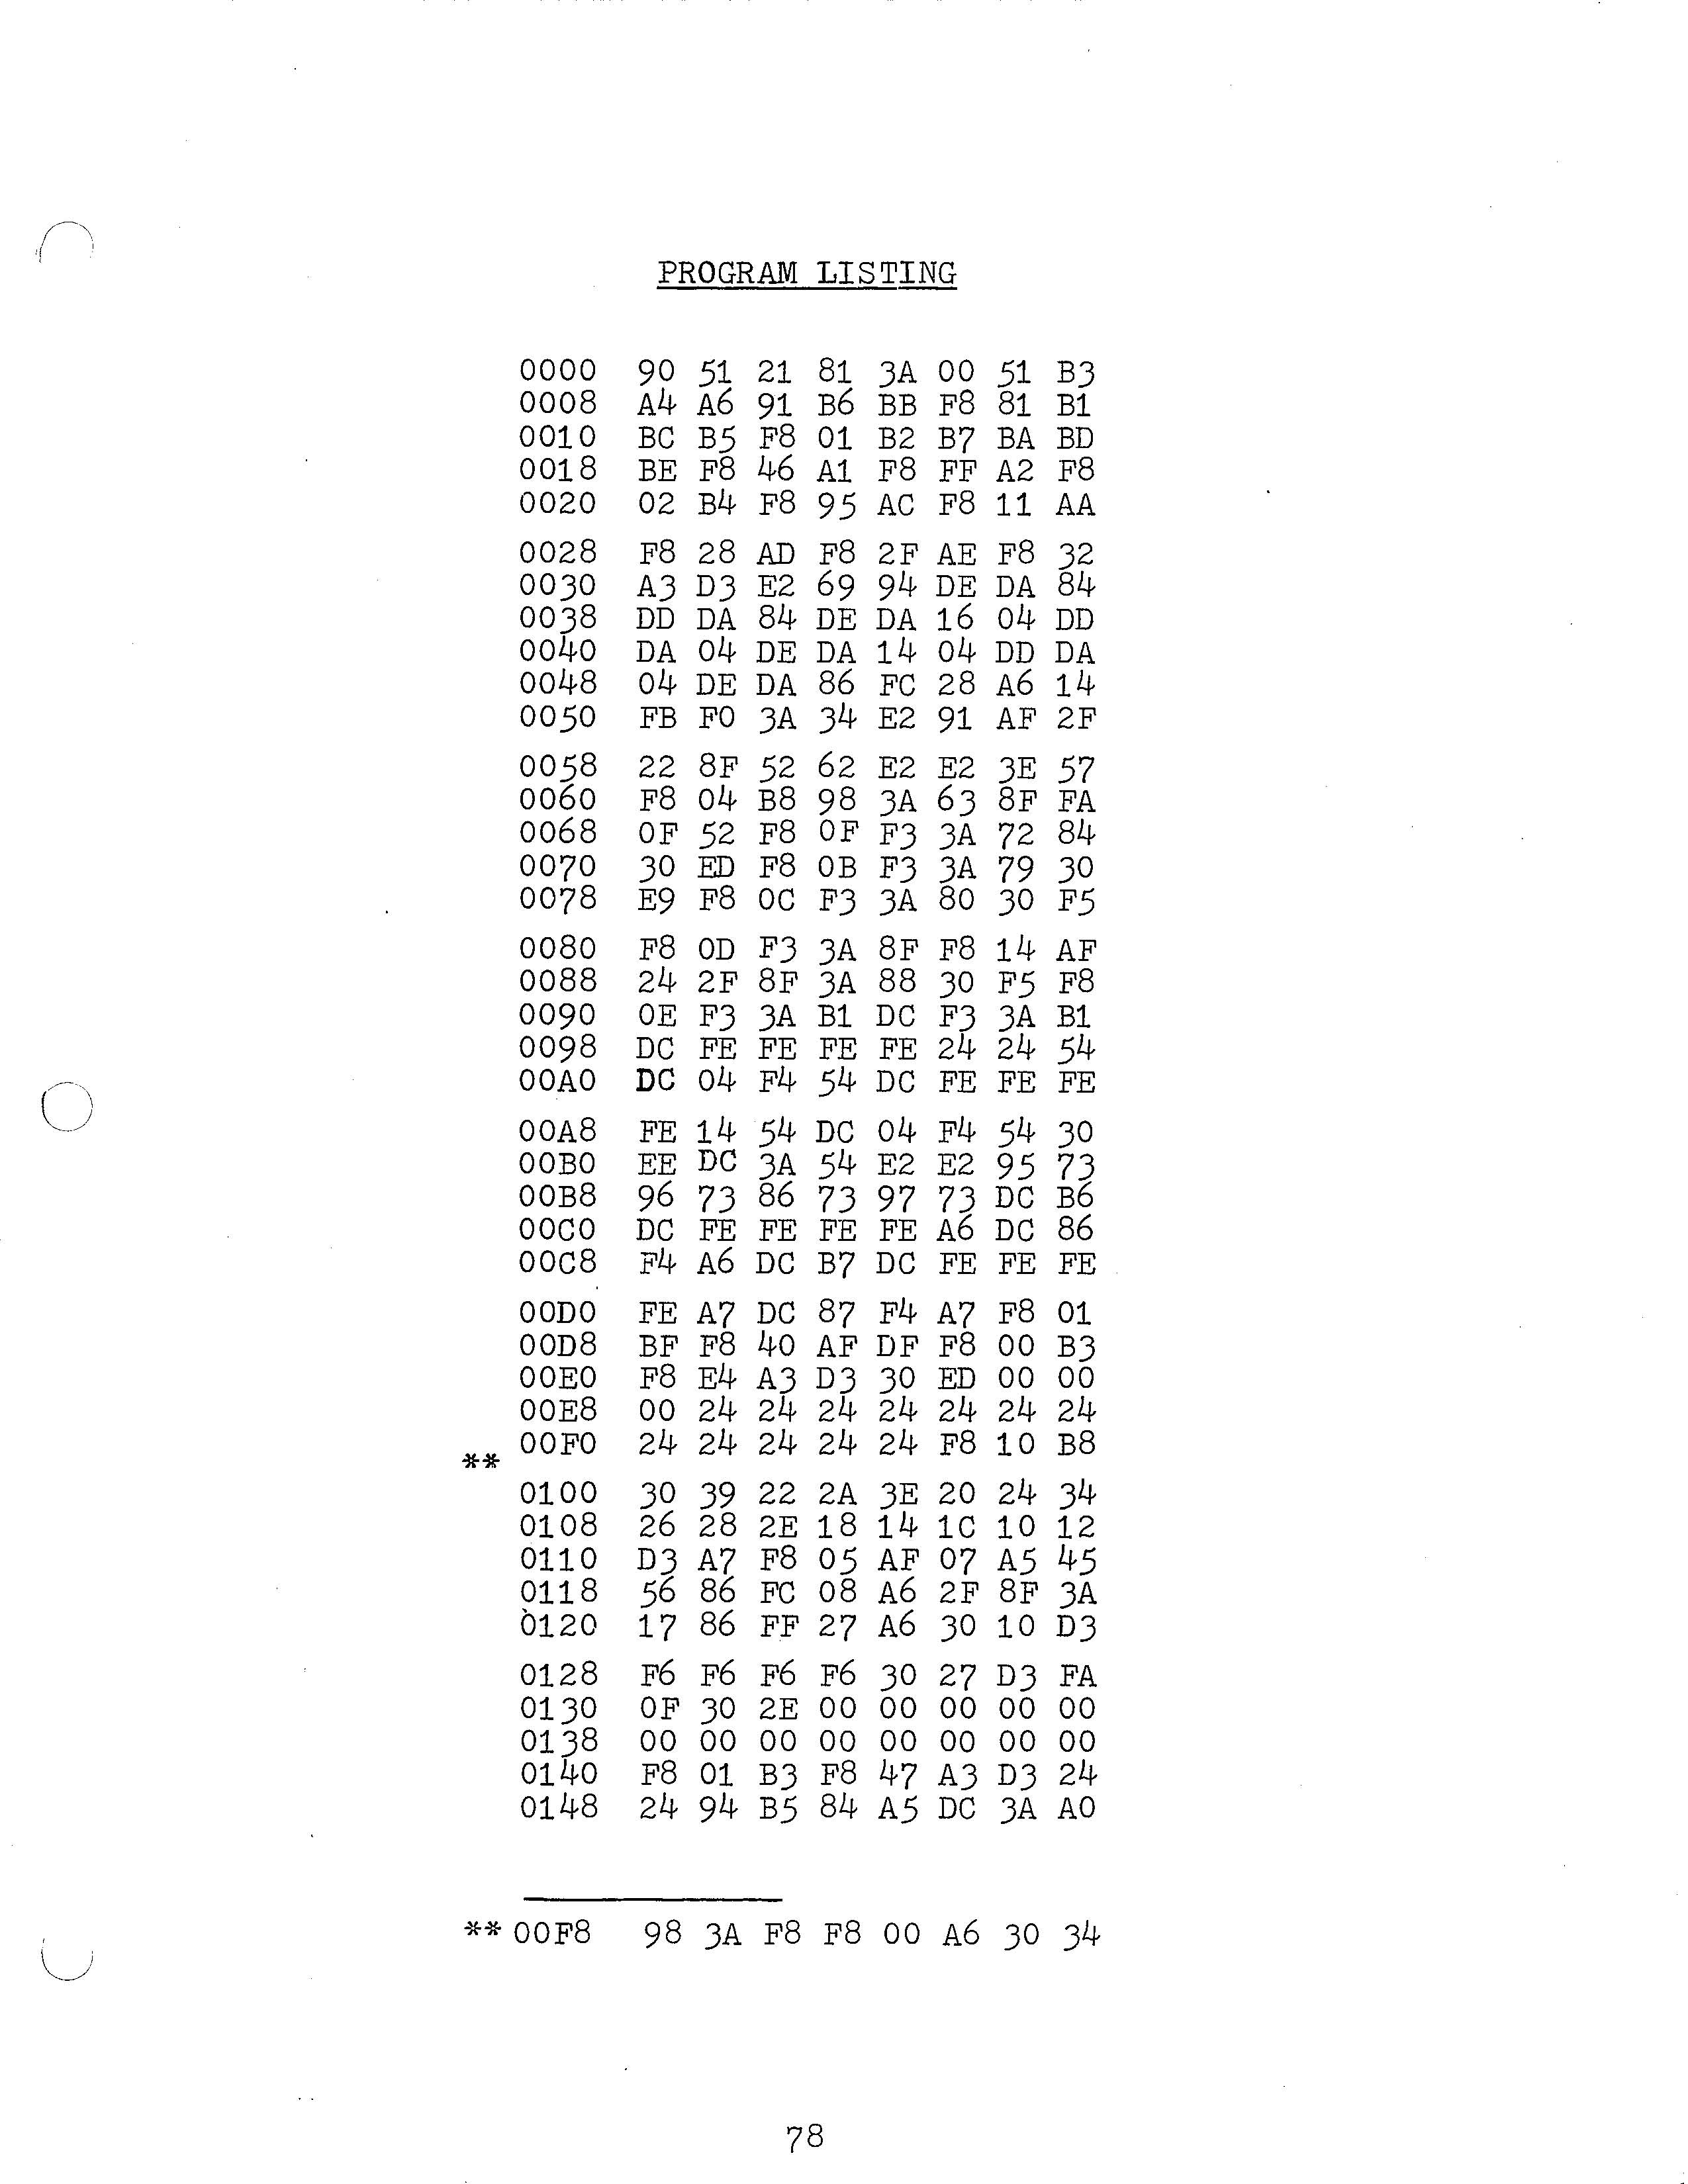 PROGRAM LISTING
0000 90 51 21 81 3A 00 51 B3
0008 A4 A6 91 B6 BB F8 81 B1
0010 BC B5 F8 01 B2 B7 BA BD
0018 BE F8 46 A1 F8 FF A2 F8
0020 02 B4 F8 95 AC F8 11 AA
0028 F8 28 AD F8 2F AE F8 32
0030 A3 D3 E2 69 94 DE DA 84
0038 DD DA 84 DE DA 16 04 DD
0040 DA 04 DE DA 14 04 DD DA
0048 04 DE DA 86 FC 28 A6 14
0050 FB F0 3A 34 E2 91 AF 2F
0058 22 8F 52 62 E2 E2 3E 57
0060 F8 04 B8 98 3A 63 8F FA
0068 0F 52 F8 0F F3 3A 72 84
0070 30 ED F8 0B F3 3A 79 30
0078 E9 F8 0C F3 3A 80 30 F5
0080 F8 0D F3 3A 8F F8 14 AF
0088 24 2F 8F 3A 88 30 F5 F8
0090 0E F3 3A B1 DC F3 3A B1
0098 DC FE FE FE FE 24 24 54
00A0 DC 04 F4 54 DC FE FE FE
00A8 FE 14 54 DC 04 F4 54 30
00B0 EE DC 3A 54 E2 E2 95 73
00B8 96 73 86 73 97 73 DC B6
00C0 DC FE FE FE FE A6 DC 86
00C8 F4 A6 DC B7 DC FE FE FE
00D0 FE A7 DC 87 F4 A7 F8 01
00D8 BF F8 40 AF DF F8 00 B3
00E0 F8 E4 A3 D3 30 ED 00 00
00E8 00 24 24 24 24 24 24 24
00F0 24 24 24 24 24 F8 10 B8
**
0100 30 39 22 2A 3E 20 24 34
0108 26 28 2E 18 14 1C 10 12
0110 D3 A7 F8 05 AF 07 A5 45
0118 56 86 FC 08 A6 2F 8F 3A
0120 17 86 FF 27 A6 30 10 D3
0128 F6 F6 F6 F6 30 27 D3 FA
0130 0F 30 2E 00 00 00 00 00
0138 00 00 00 00 00 00 00 00
0140 F8 01 B3 F8 47 A3 D3 24
0148 24 94 B5 84 A5 DC 3A A0
** 00F8 98 3A F8 F8 00 A6 30 34
78